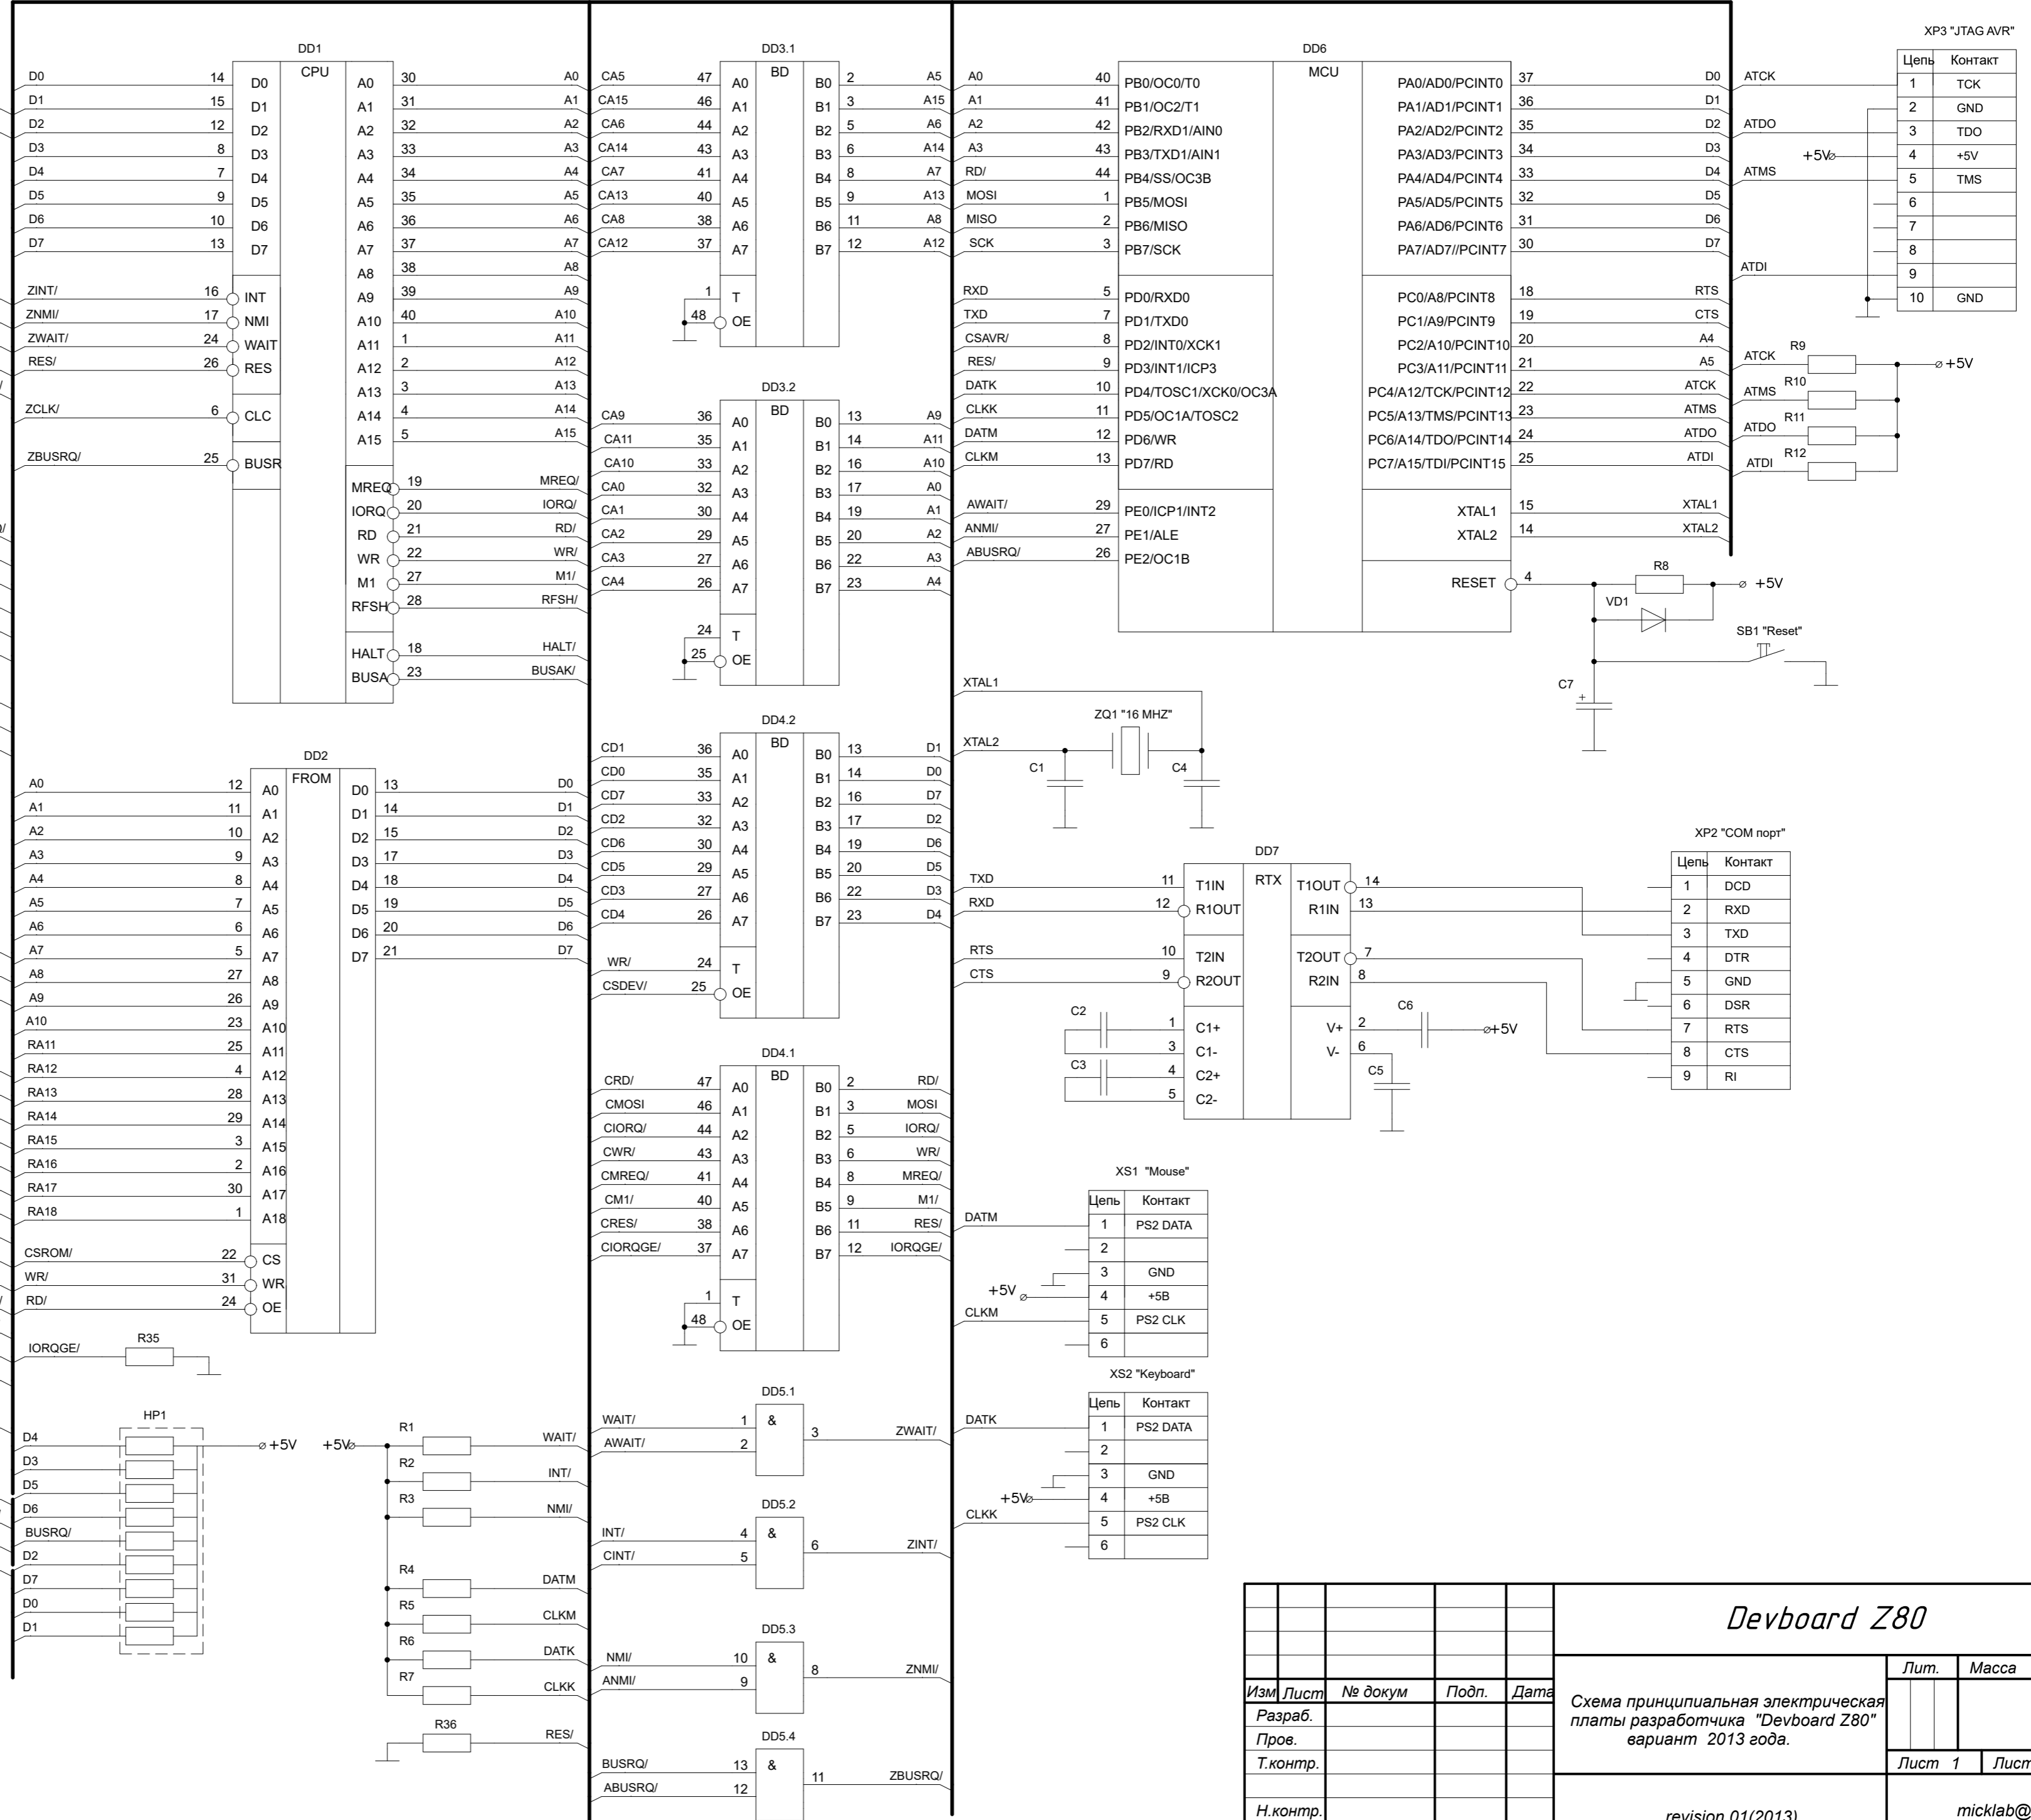 DD1
CPU
D0 14 D0 A0 30 A0
D1 15 D1 A1 31 A1
D2 12 D2 A2 32 A2
D3 8 D3 A3 33 A3
D4 7 D4 A4 34 A4
D5 9 D5 A5 35 A5
D6 10 D6 A6 36 A6
D7 13 D7 A7 37 A7
A8 38 A8
ZINT/ 16 INT A9 39 A9
ZNMI/ 17 NMI A10 40 A10
ZWAIT/ 24 WAIT A11 1 A11
RES/ 26 RES A12 2 A12
A13 3 A13
ZCLK/ 6 CLC A14 4 A14
A15 5 A15
ZBUSRQ/ 25 BUSR
MREQ 19 MREQ/
IORQ 20 IORQ/
RD 21 RD/
WR 22 WR/
M1 27 M1/
RFSH 28 RFSH/
HALT 18 HALT/
BUSA 23 BUSAK/
DD2
FROM
A0 12 A0 D0 13 D0
A1 11 A1 D1 14 D1
A2 10 A2 D2 15 D2
A3 9 A3 D3 17 D3
A4 8 A4 D4 18 D4
A5 7 A5 D5 19 D5
A6 6 A6 D6 20 D6
A7 5 A7 D7 21 D7
A8 27 A8
A9 26 A9
A10 23 A10
RA11 25 A11
RA12 4 A12
RA13 28 A13
RA14 29 A14
RA15 3 A15
RA16 2 A16
RA17 30 A17
RA18 1 A18
CSROM/ 22 CS
WR/ 31 WR
RD/ 24 OE
IORQGE/ R35
HP1
D4 +5V
D3
D5
D6
BUSRQ/
D2
D7
D0
D1
+5V R1 WAIT/
R2 INT/
R3 NMI/
R4 DATM
R5 CLKM
R6 DATK
R7 CLKK
R36 RES/
DD3.1
BD
CA5 47 A0 B0 2 A5
CA15 46 A1 B1 3 A15
CA6 44 A2 B2 5 A6
CA14 43 A3 B3 6 A14
CA7 41 A4 B4 8 A7
CA13 40 A5 B5 9 A13
CA8 38 A6 B6 11 A8
CA12 37 A7 B7 12 A12
1 T
48 OE
DD3.2
BD
CA9 36 A0 B0 13 A9
CA11 35 A1 B1 14 A11
CA10 33 A2 B2 16 A10
CA0 32 A3 B3 17 A0
CA1 30 A4 B4 19 A1
CA2 29 A5 B5 20 A2
CA3 27 A6 B6 22 A3
CA4 26 A7 B7 23 A4
24 T
25 OE
DD4.2
BD
CD1 36 A0 B0 13 D1
CD0 35 A1 B1 14 D0
CD7 33 A2 B2 16 D7
CD2 32 A3 B3 17 D2
CD6 30 A4 B4 19 D6
CD5 29 A5 B5 20 D5
CD3 27 A6 B6 22 D3
CD4 26 A7 B7 23 D4
WR/ 24 T
CSDEV/ 25 OE
DD4.1
BD
CRD/ 47 A0 B0 2 RD/
CMOSI 46 A1 B1 3 MOSI
CIORQ/ 44 A2 B2 5 IORQ/
CWR/ 43 A3 B3 6 WR/
CMREQ/ 41 A4 B4 8 MREQ/
CM1/ 40 A5 B5 9 M1/
CRES/ 38 A6 B6 11 RES/
CIORQGE/ 37 A7 B7 12 IORQGE/
1 T
48 OE
DD5.1
WAIT/ 1 & 3 ZWAIT/
AWAIT/ 2
DD5.2
INT/ 4 & 6 ZINT/
CINT/ 5
DD5.3
NMI/ 10 & 8 ZNMI/
ANMI/ 9
DD5.4
BUSRQ/ 13 & 11 ZBUSRQ/
ABUSRQ/ 12
DD6
MCU
A0 40 PB0/OC0/T0 PA0/AD0/PCINT0 37 D0
A1 41 PB1/OC2/T1 PA1/AD1/PCINT1 36 D1
A2 42 PB2/RXD1/AIN0 PA2/AD2/PCINT2 35 D2
A3 43 PB3/TXD1/AIN1 PA3/AD3/PCINT3 34 D3
RD/ 44 PB4/SS/OC3B PA4/AD4/PCINT4 33 D4
MOSI 1 PB5/MOSI PA5/AD5/PCINT5 32 D5
MISO 2 PB6/MISO PA6/AD6/PCINT6 31 D6
SCK 3 PB7/SCK PA7/AD7//PCINT7 30 D7
RXD 5 PD0/RXD0 PC0/A8/PCINT8 18 RTS
TXD 7 PD1/TXD0 PC1/A9/PCINT9 19 CTS
CSAVR/ 8 PD2/INT0/XCK1 PC2/A10/PCINT10 20 A4
RES/ 9 PD3/INT1/ICP3 PC3/A11/PCINT11 21 A5
DATK 10 PD4/TOSC1/XCK0/OC3A PC4/A12/TCK/PCINT12 22 ATCK
CLKK 11 PD5/OC1A/TOSC2 PC5/A13/TMS/PCINT13 23 ATMS
DATM 12 PD6/WR PC6/A14/TDO/PCINT14 24 ATDO
CLKM 13 PD7/RD PC7/A15/TDI/PCINT15 25 ATDI
AWAIT/ 29 PE0/ICP1/INT2 XTAL1 15 XTAL1
ANMI/ 27 PE1/ALE XTAL2 14 XTAL2
ABUSRQ/ 26 PE2/OC1B
RESET 4 R8 +5V
VD1
SB1 "Reset"
C7
+
XTAL1
ZQ1 "16 MHZ"
XTAL2
C1 C4
XP3 "JTAG AVR"
Цепь Контакт
ATCK 1 TCK
2 GND
ATDO 3 TDO
+5V 4 +5V
ATMS 5 TMS
6
7
8
ATDI 9
10 GND
ATCK R9 +5V
ATMS R10
ATDO R11
ATDI R12
DD7
RTX
TXD 11 T1IN T1OUT 14
RXD 12 R1OUT R1IN 13
RTS 10 T2IN T2OUT 7
CTS 9 R2OUT R2IN 8
C2 1 C1+ V+ 2 C6 +5V
3 C1- V- 6
C3 4 C2+ C5
5 C2-
XP2 "COM порт"
Цепь Контакт
1 DCD
2 RXD
3 TXD
4 DTR
5 GND
6 DSR
7 RTS
8 CTS
9 RI
XS1 "Mouse"
Цепь Контакт
DATM 1 PS2 DATA
2
3 GND
+5V 4 +5В
CLKM 5 PS2 CLK
6
XS2 "Keyboard"
Цепь Контакт
DATK 1 PS2 DATA
2
3 GND
+5V 4 +5В
CLKK 5 PS2 CLK
6
Devboard Z80
Лит. Масса
Изм Лист № докум Подп. Дата
Разраб.
Пров.
Т.контр.
Н.контр.
Схема принципиальная электрическая
платы разработчика "Devboard Z80"
вариант 2013 года.
Лист 1 Лист
revision 01(2013)
micklab@